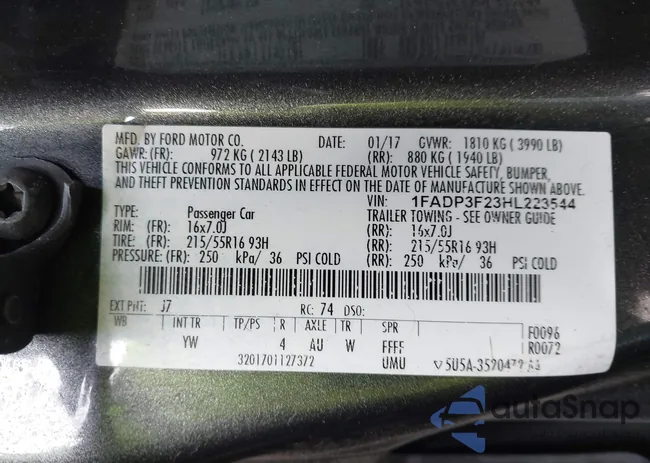 MFD. BY FORD MOTOR CO. DATE: 01/17 GVWR: 1810 KG ( 3990 LB)
GAWR: (FR): 972 KG ( 2143 LB) (RR): 880 KG ( 1940 LB)
THIS VEHICLE CONFORMS TO ALL APPLICABLE FEDERAL MOTOR VEHICLE SAFETY, BUMPER,
AND THEFT PREVENTION STANDARDS IN EFFECT ON THE DATE OF MANUFACTURE SHOWN ABOVE.
VIN: 1FADP3F23HL223544
TYPE: Passenger Car TRAILER TOWING - SEE OWNER GUIDE
RIM: (FR): 16x7.0J (RR): 16x7.0J
TIRE: (FR): 215/55R16 93H (RR): 215/55R16 93H
PRESSURE: (FR): 250 kPa/ 36 PSI COLD (RR): 250 kPa/ 36 PSI COLD
EXT PNT: J7 RC: 74 DSO:
WB INT TR TP/PS R AXLE TR SPR F0096
YW 4 AU W FFFF R0072
3201701127372 UMU 5U5A-3520472
autoSnap